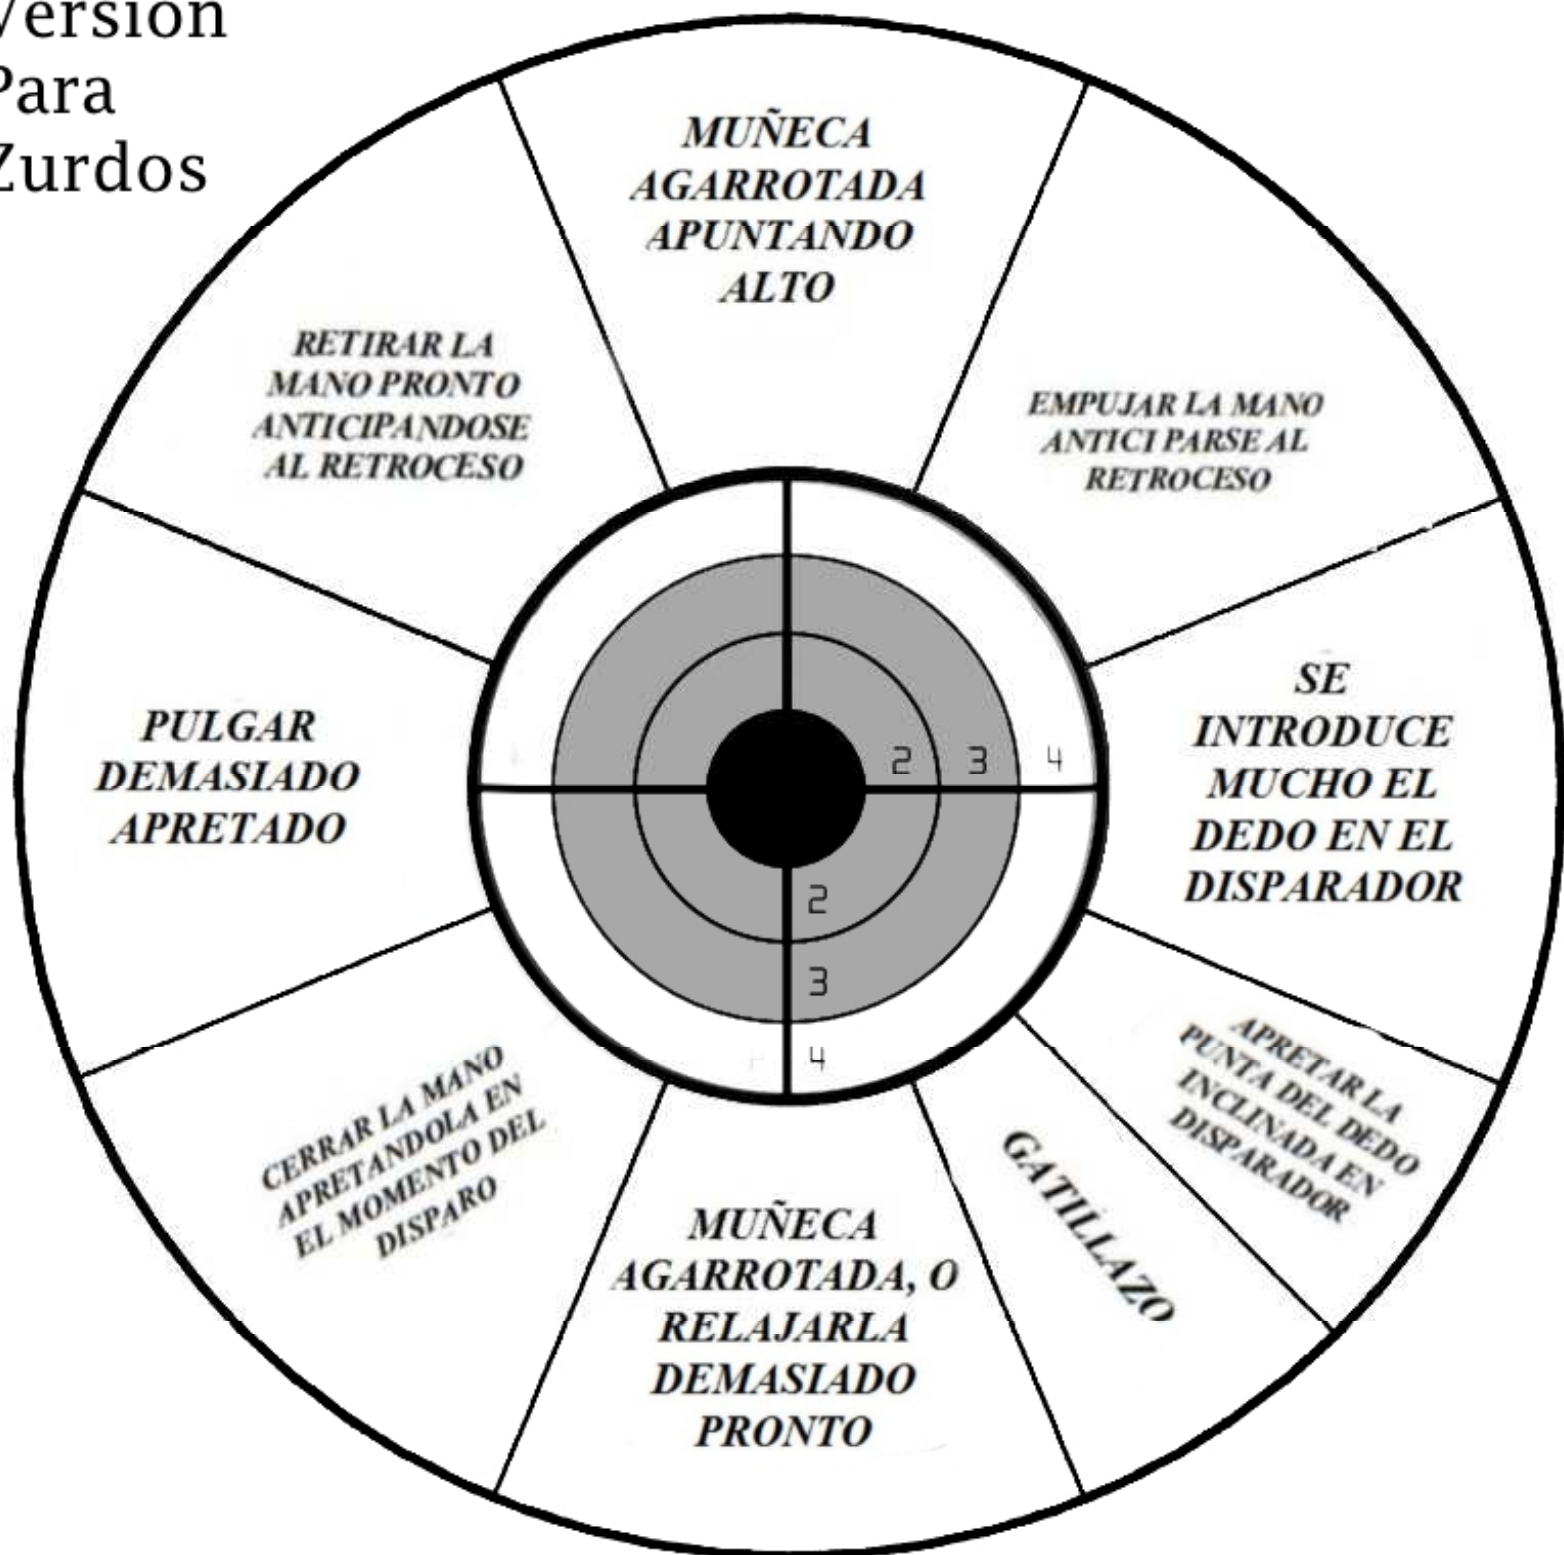 Versión
Para
Zurdos
MUÑECA
AGARROTADA
APUNTANDO
ALTO
RETIRAR LA
MANO PRONTO
ANTICIPANDOSE
AL RETROCESO
EMPUJAR LA MANO
ANTICI PARSE AL
RETROCESO
PULGAR
DEMASIADO
APRETADO
SE
INTRODUCE
MUCHO EL
DEDO EN EL
DISPARADOR
2 3 4
2
3
4
CERRAR LA MANO
APRETANDOLA EN
EL MOMENTO DEL
DISPARO
MUÑECA
AGARROTADA, O
RELAJARLA
DEMASIADO
PRONTO
GATILLAZO
APRETAR LA
PUNTA DEL DEDO
INCLINADA EN
DISPARADOR